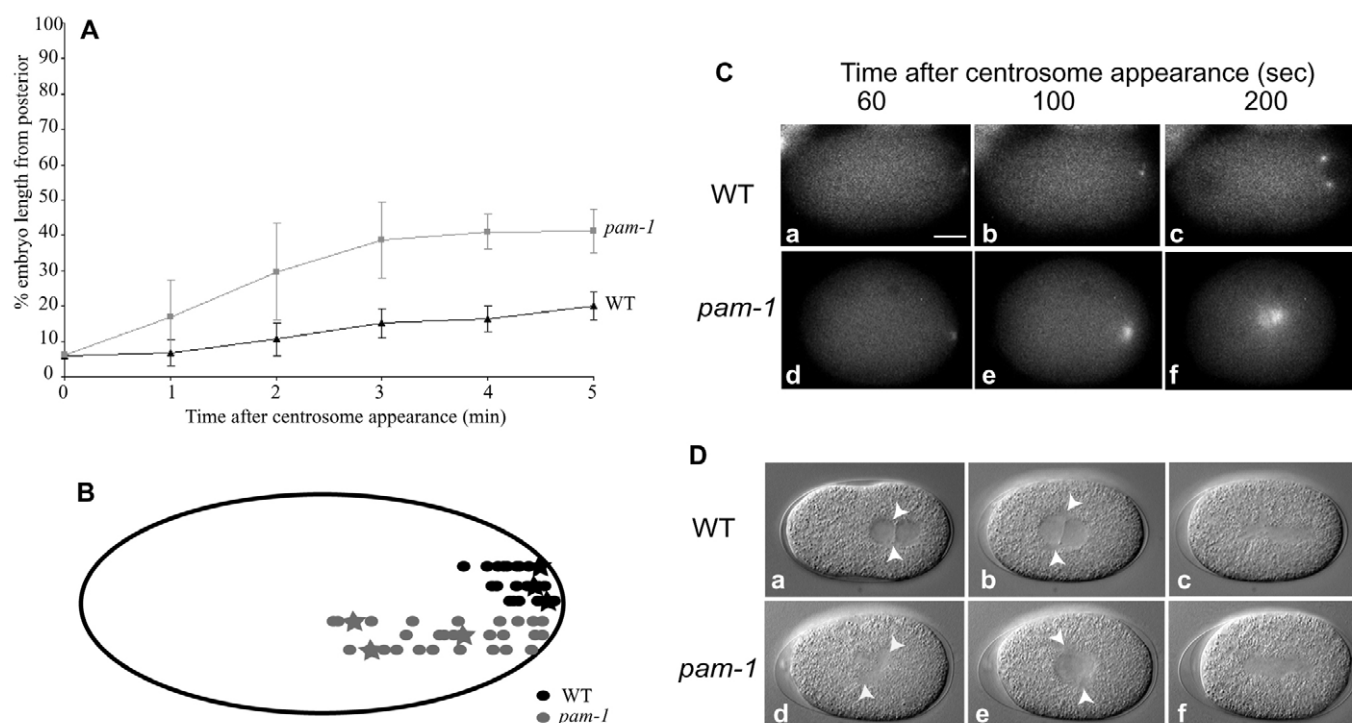 A
100
90
80
70
60
50
40
30
20
10
0
% embryo length from posterior
pam-1
WT
0 1 2 3 4 5
Time after centrosome appearance (min)
B
WT
pam-1
C
Time after centrosome appearance (sec)
60 100 200
WT
a b c
pam-1
d e f
D
WT
a b c
pam-1
d e f